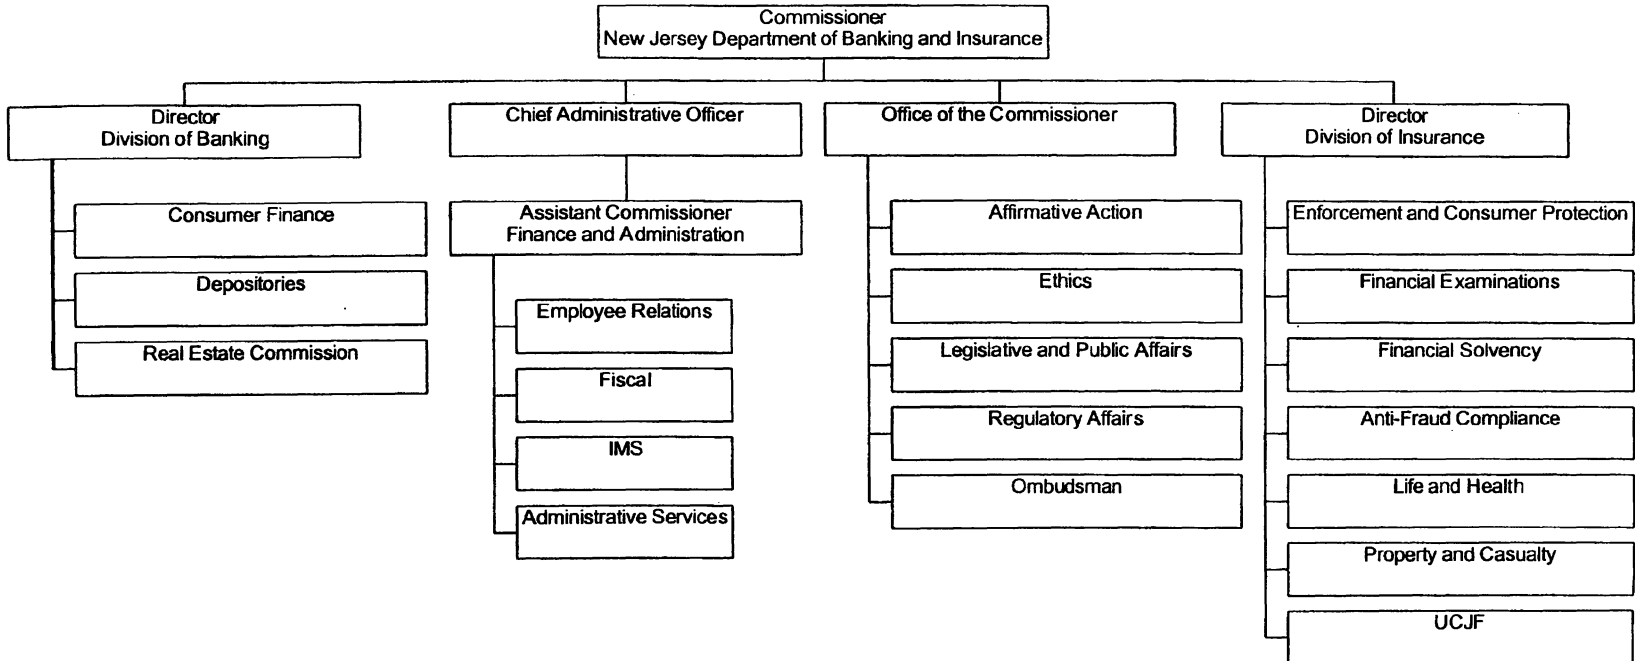 Commissioner
New Jersey Department of Banking and Insurance
Director
Division of Banking
Chief Administrative Officer
Office of the Commissioner
Director
Division of Insurance
Consumer Finance
Depositories
Real Estate Commission
Assistant Commissioner
Finance and Administration
Employee Relations
Fiscal
IMS
Administrative Services
Affirmative Action
Ethics
Legislative and Public Affairs
Regulatory Affairs
Ombudsman
Enforcement and Consumer Protection
Financial Examinations
Financial Solvency
Anti-Fraud Compliance
Life and Health
Property and Casualty
UCJF